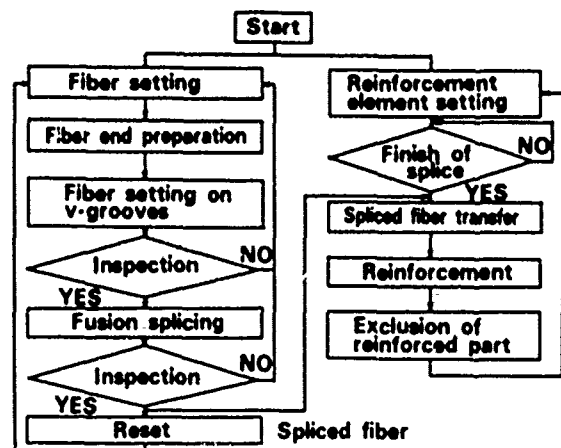 Start
Fiber setting
Fiber end preparation
Fiber setting on
v-grooves
Inspection
NO
YES
Fusion splicing
Inspection
NO
YES
Reset
Spliced fiber
Reinforcement
element setting
Finish of
splice
NO
YES
Spliced fiber transfer
Reinforcement
Exclusion of
reinforced part